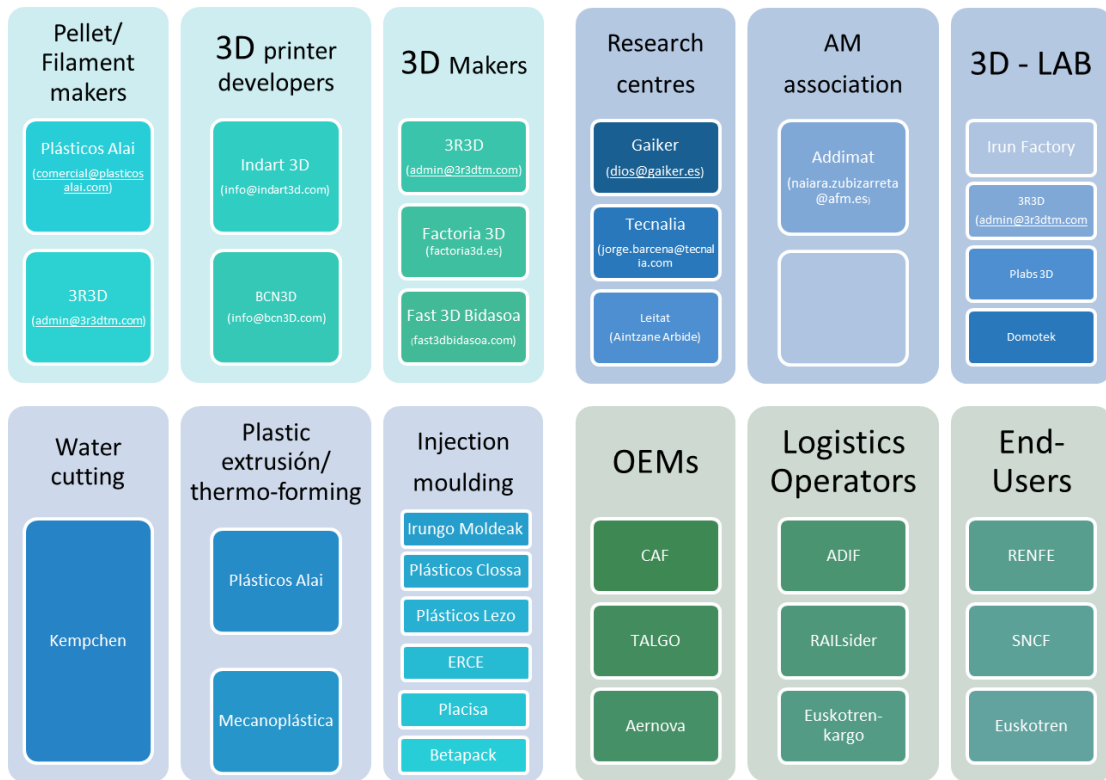 Pellet/
Filament
makers
Plásticos Alai
(comercial@plasticos
alai.com)
3R3D
(admin@3r3dtm.com)
3D printer
developers
Indart 3D
(info@indart3d.com)
BCN3D
(info@bcn3D.com)
3D Makers
3R3D
(admin@3r3dtm.com)
Factoria 3D
(factoria3d.es)
Fast 3D Bidasoa
(fast3dbidasoa.com)
Research
centres
Gaiker
(dios@gaiker.es)
Tecnalia
(jorge.barcena@tecna
lia.com
Leitat
(Aintzane Arbide)
AM
association
Addimat
(naiara.zubizarreta
@afm.es)
3D - LAB
Irun Factory
3R3D
(admin@3r3dtm.com
Plabs 3D
Domotek
Water
cutting
Kempchen
Plastic
extrusión/
thermo-forming
Plásticos Alai
Mecanoplástica
Injection
moulding
Irungo Moldeak
Plásticos Clossa
Plásticos Lezo
ERCE
Placisa
Betapack
OEMs
CAF
TALGO
Aernova
Logistics
Operators
ADIF
RAILsider
Euskotren-
kargo
End-
Users
RENFE
SNCF
Euskotren